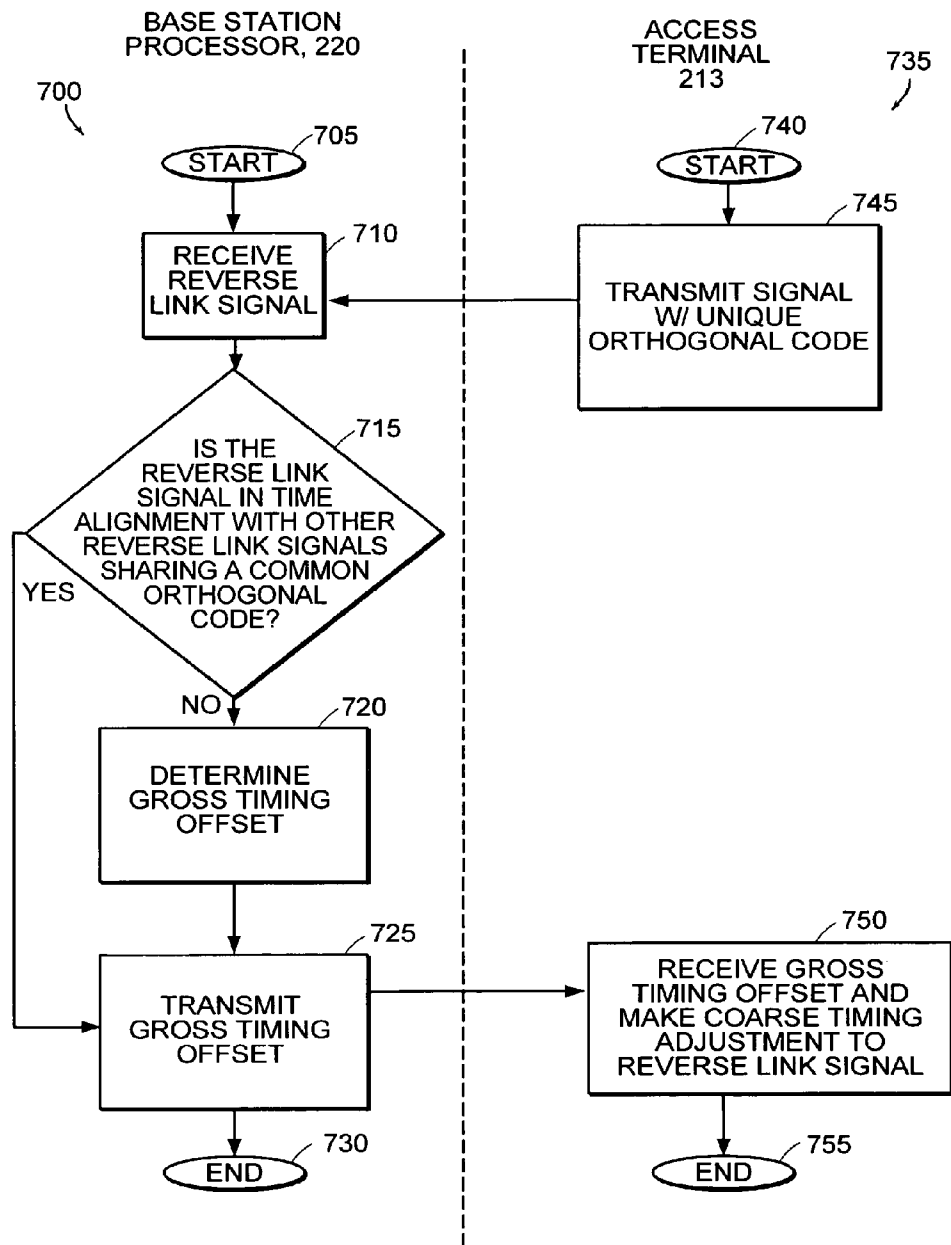 BASE STATION
PROCESSOR, 220
ACCESS
TERMINAL
213
700
735
705
START
740
START
710
RECEIVE
REVERSE
LINK SIGNAL
745
TRANSMIT SIGNAL
W/ UNIQUE
ORTHOGONAL CODE
715
IS THE
REVERSE LINK
SIGNAL IN TIME
ALIGNMENT WITH OTHER
REVERSE LINK SIGNALS
SHARING A COMMON
ORTHOGONAL
CODE?
YES
NO
720
DETERMINE
GROSS TIMING
OFFSET
725
TRANSMIT
GROSS TIMING
OFFSET
750
RECEIVE GROSS
TIMING OFFSET AND
MAKE COARSE TIMING
ADJUSTMENT TO
REVERSE LINK SIGNAL
730
END
755
END